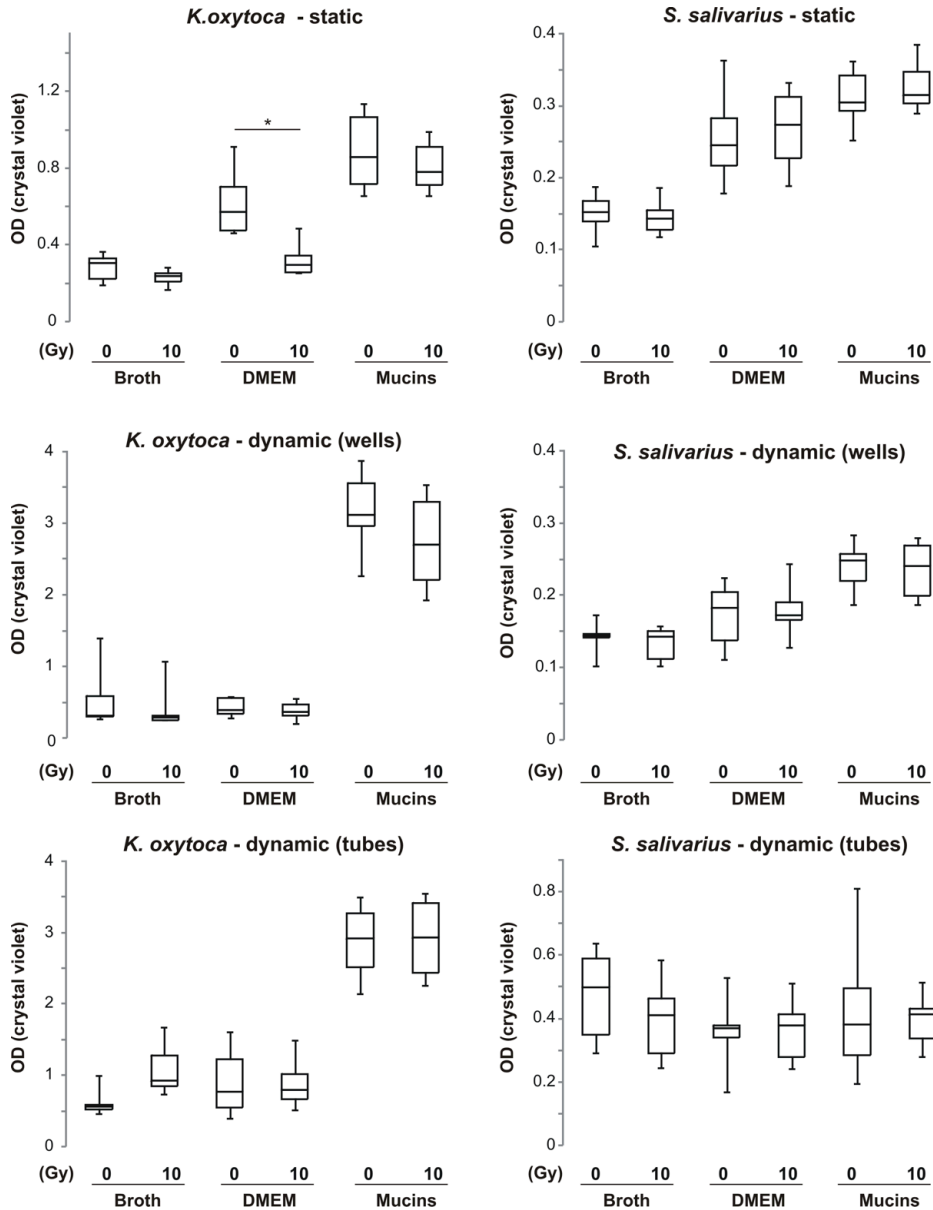 K.oxytoca - static
OD (crystal violet)
1.2
0.8
0.4
0
*
(Gy) 0 10 0 10 0 10
Broth DMEM Mucins
S. salivarius - static
OD (crystal violet)
0.4
0.3
0.2
0.1
0
0 10 0 10 0 10
Broth DMEM Mucins
K. oxytoca - dynamic (wells)
OD (crystal violet)
4
3
2
1
0
(Gy) 0 10 0 10 0 10
Broth DMEM Mucins
S. salivarius - dynamic (wells)
OD (crystal violet)
0.4
0.3
0.2
0.1
0
(Gy) 0 10 0 10 0 10
Broth DMEM Mucins
K. oxytoca - dynamic (tubes)
OD (crystal violet)
4
3
2
1
0
(Gy) 0 10 0 10 0 10
Broth DMEM Mucins
S. salivarius - dynamic (tubes)
OD (crystal violet)
0.8
0.6
0.4
0.2
0
(Gy) 0 10 0 10 0 10
Broth DMEM Mucins